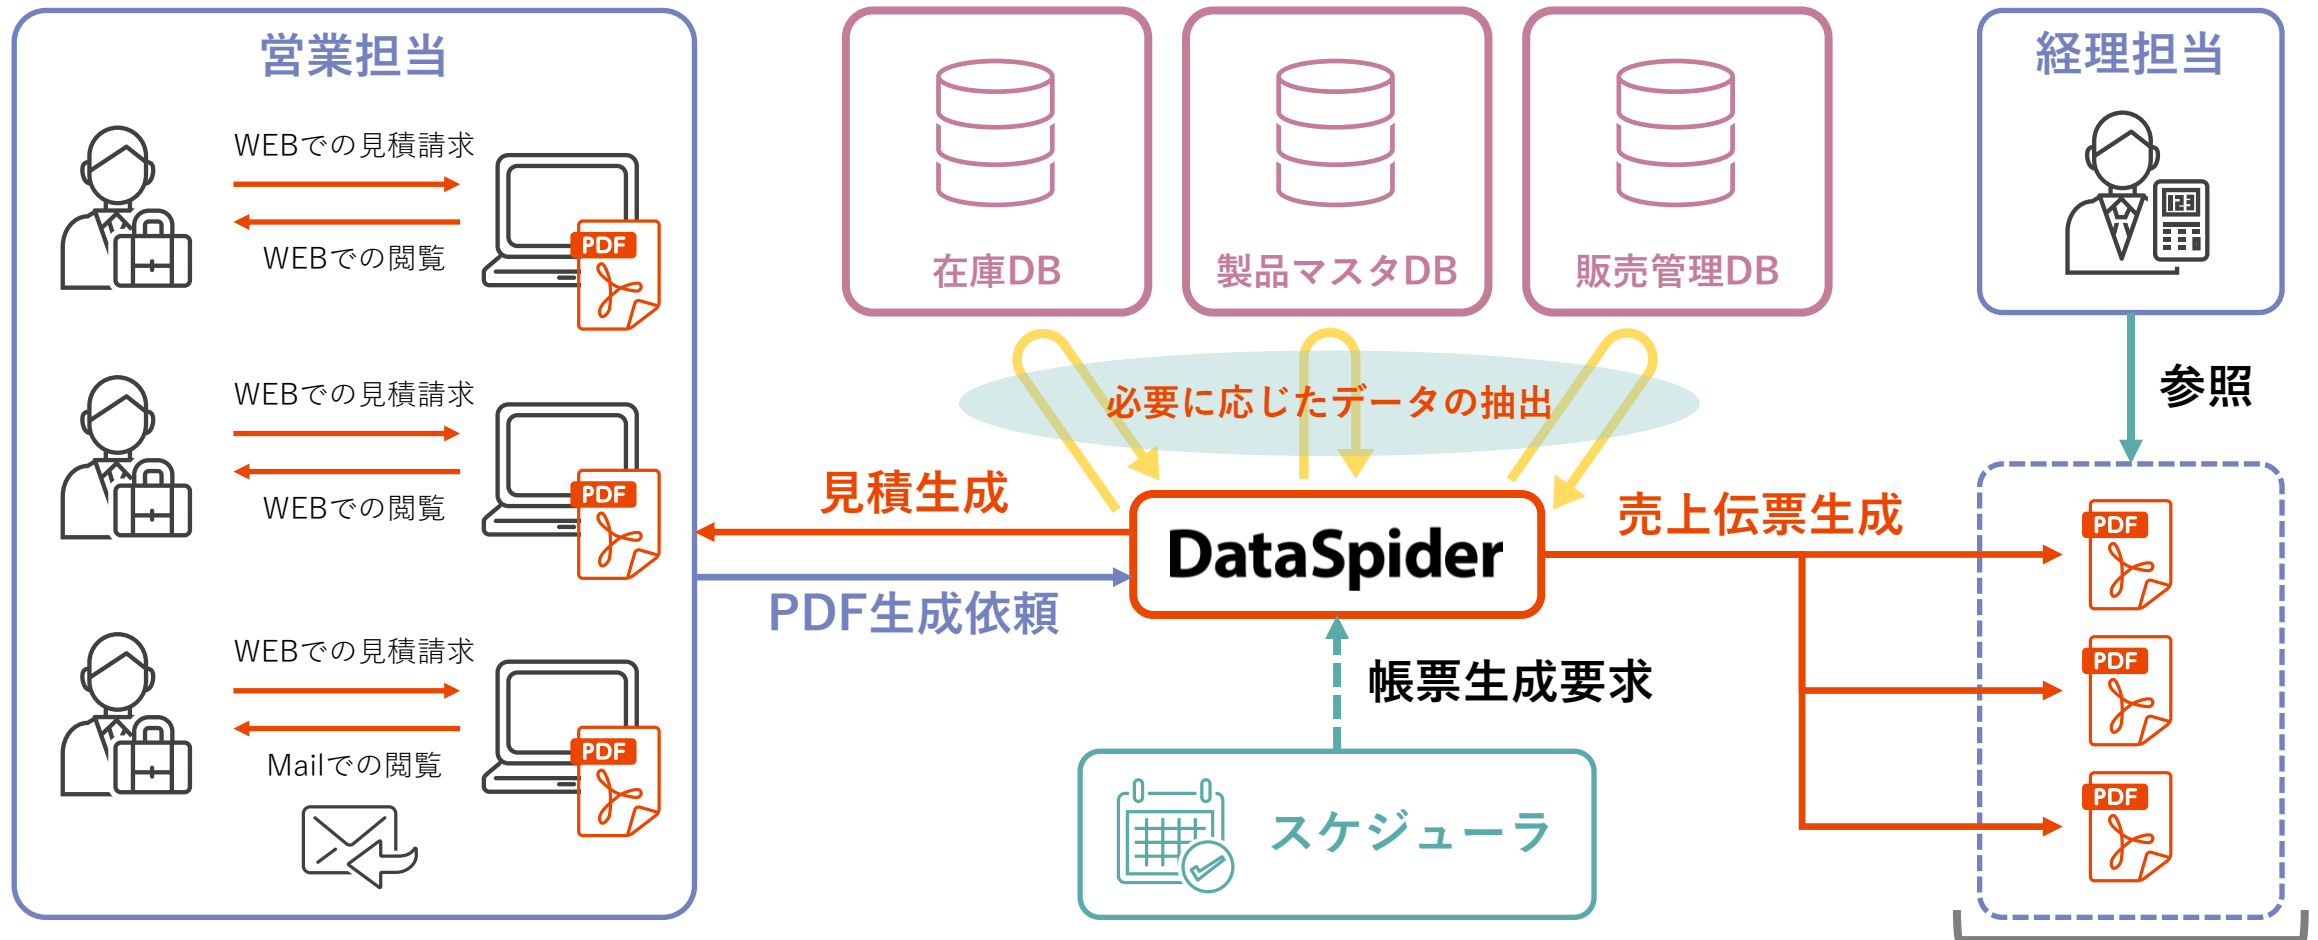 営業担当
WEBでの見積請求
WEBでの閲覧
PDF
WEBでの見積請求
WEBでの閲覧
PDF
WEBでの見積請求
Mailでの閲覧
PDF
在庫DB
製品マスタDB
販売管理DB
必要に応じたデータの抽出
見積生成
PDF生成依頼
DataSpider
売上伝票生成
帳票生成要求
スケジューラ
経理担当
123
参照
PDF
PDF
PDF